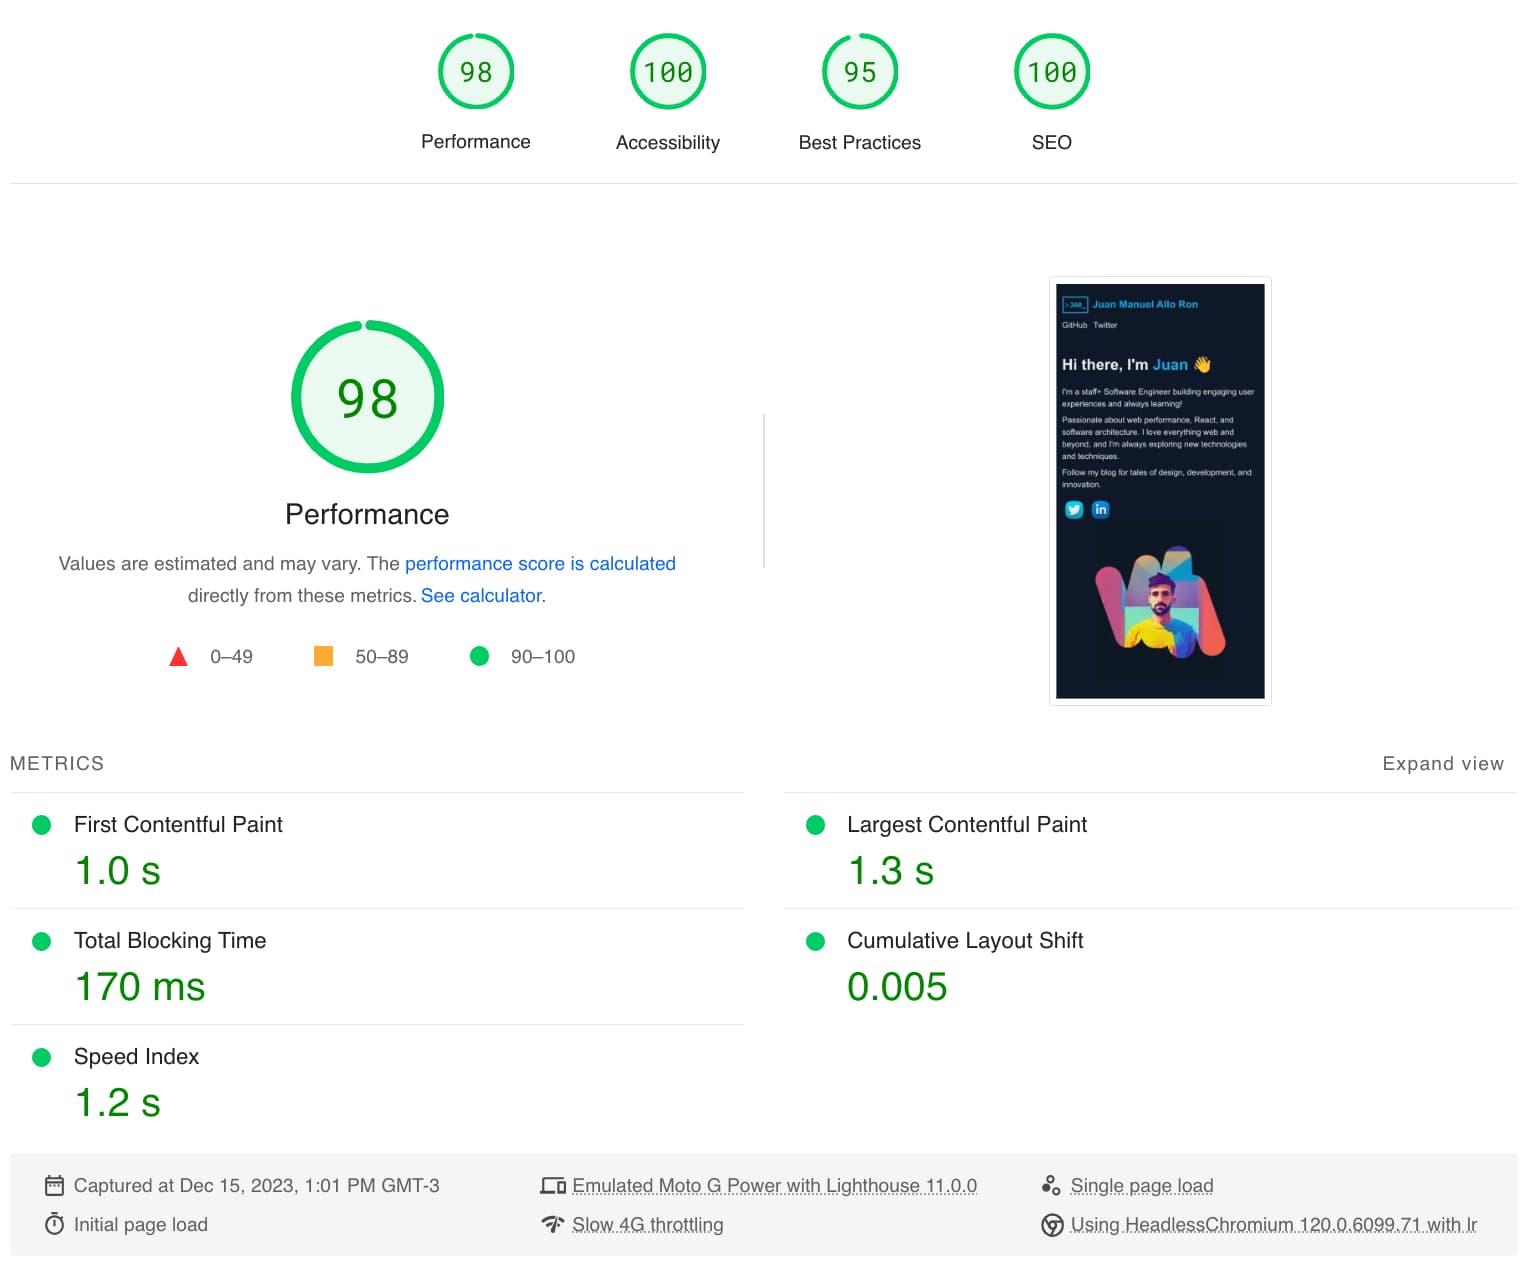 98
100
95
100
Performance
Accessibility
Best Practices
SEO
98
Performance
Values are estimated and may vary. The performance score is calculated
directly from these metrics. See calculator.
0–49
50–89
90–100
>JAR_ Juan Manuel Allo Ron
GitHub Twitter
Hi there, I'm Juan 👋
I'm a staff+ Software Engineer building engaging user
experiences and always learning!
Passionate about web performance, React, and
software architecture. I love everything web and
beyond, and I'm always exploring new technologies
and techniques.
Follow my blog for tales of design, development, and
innovation.
in
METRICS
Expand view
First Contentful Paint
1.0 s
Largest Contentful Paint
1.3 s
Total Blocking Time
170 ms
Cumulative Layout Shift
0.005
Speed Index
1.2 s
Captured at Dec 15, 2023, 1:01 PM GMT-3
Emulated Moto G Power with Lighthouse 11.0.0
Single page load
Initial page load
Slow 4G throttling
Using HeadlessChromium 120.0.6099.71 with lr